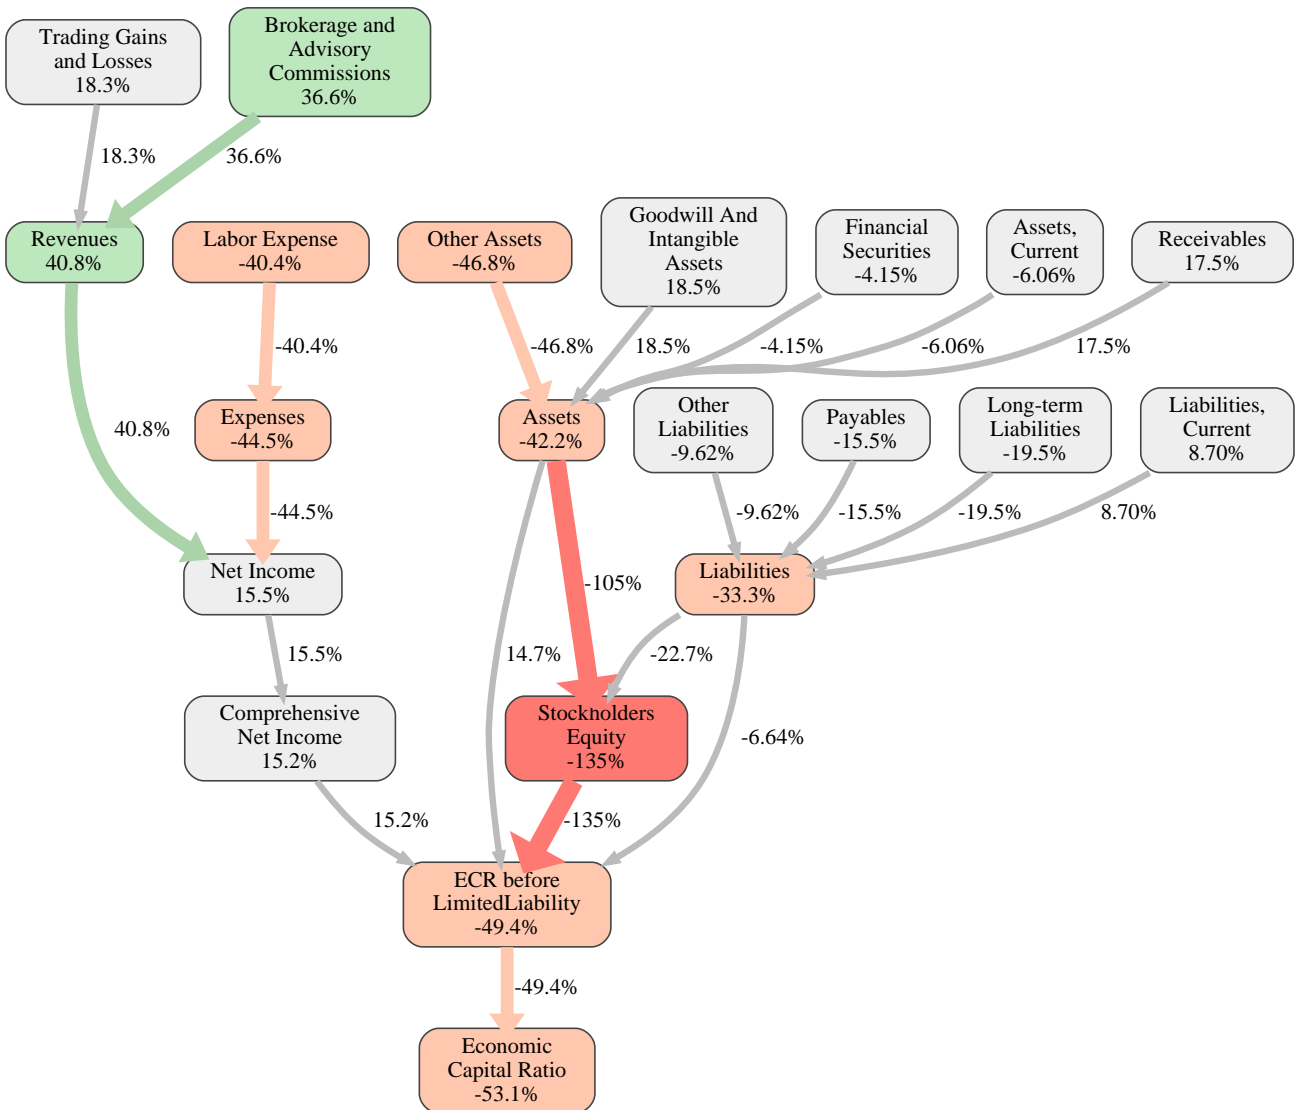 Trading Gains
and Losses
18.3%
Brokerage and
Advisory
Commissions
36.6%
18.3%
36.6%
Revenues
40.8%
Labor Expense
-40.4%
Other Assets
-46.8%
Goodwill And
Intangible
Assets
18.5%
Financial
Securities
-4.15%
Assets,
Current
-6.06%
Receivables
17.5%
-40.4%
-46.8%
18.5%
-4.15%
-6.06%
17.5%
40.8%
Expenses
-44.5%
Assets
-42.2%
Other
Liabilities
-9.62%
Payables
-15.5%
Long-term
Liabilities
-19.5%
Liabilities,
Current
8.70%
-44.5%
-9.62%
-15.5%
-19.5%
8.70%
Net Income
15.5%
-105%
Liabilities
-33.3%
15.5%
14.7%
-22.7%
Comprehensive
Net Income
15.2%
Stockholders
Equity
-135%
-6.64%
15.2%
-135%
ECR before
LimitedLiability
-49.4%
-49.4%
Economic
Capital Ratio
-53.1%